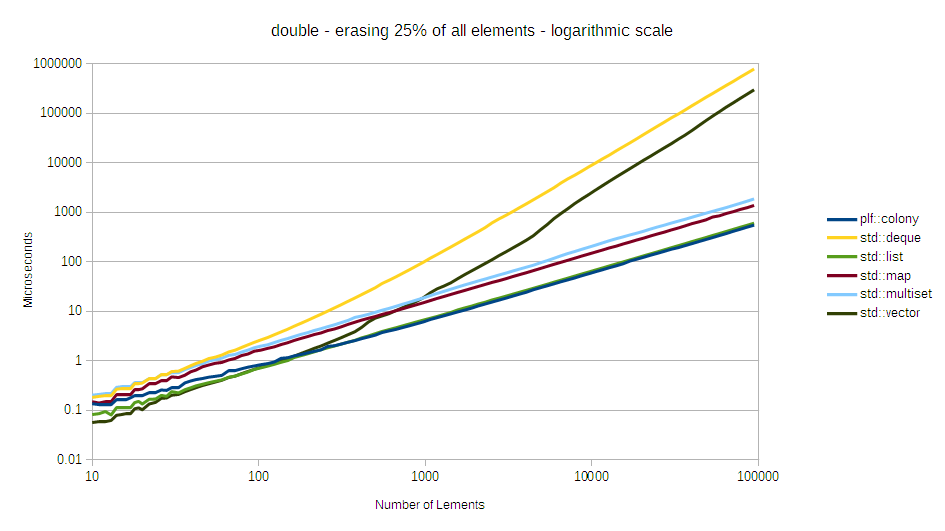 double - erasing 25% of all elements - logarithmic scale
1000000
100000
10000
1000
100
10
1
0.1
0.01
Microseconds
10
100
1000
10000
100000
Number of Lements
plf::colony
std::deque
std::list
std::map
std::multiset
std::vector